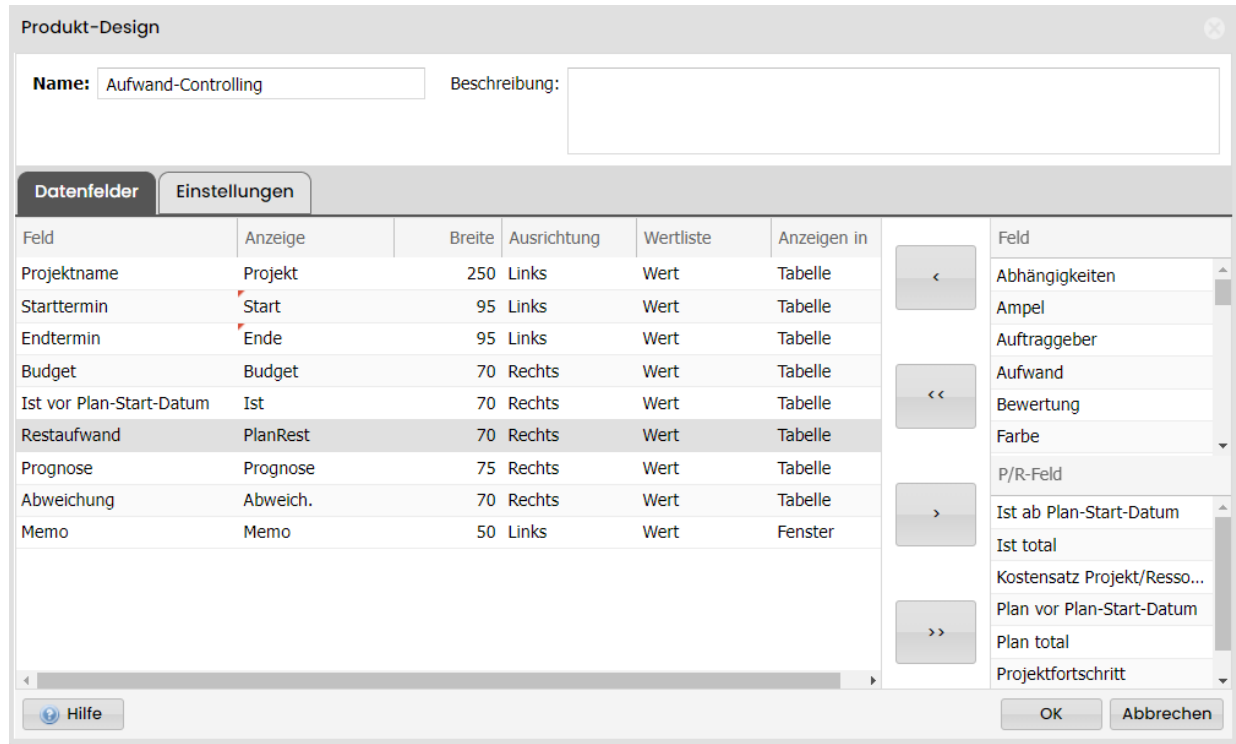 Produkt-Design
Name: Aufwand-Controlling Beschreibung:
Datenfelder Einstellungen
Feld Anzeige Breite Ausrichtung Wertliste Anzeigen in
Projektname Projekt 250 Links Wert Tabelle
Starttermin Start 95 Links Wert Tabelle
Endtermin Ende 95 Links Wert Tabelle
Budget Budget 70 Rechts Wert Tabelle
Ist vor Plan-Start-Datum Ist 70 Rechts Wert Tabelle
Restaufwand PlanRest 70 Rechts Wert Tabelle
Prognose Prognose 75 Rechts Wert Tabelle
Abweichung Abweich. 70 Rechts Wert Tabelle
Memo Memo 50 Links Wert Fenster
<
<<
>
>>
Feld
Abhängigkeiten
Ampel
Auftraggeber
Aufwand
Bewertung
Farbe
P/R-Feld
Ist ab Plan-Start-Datum
Ist total
Kostensatz Projekt/Resso...
Plan vor Plan-Start-Datum
Plan total
Projektfortschritt
Hilfe OK Abbrechen